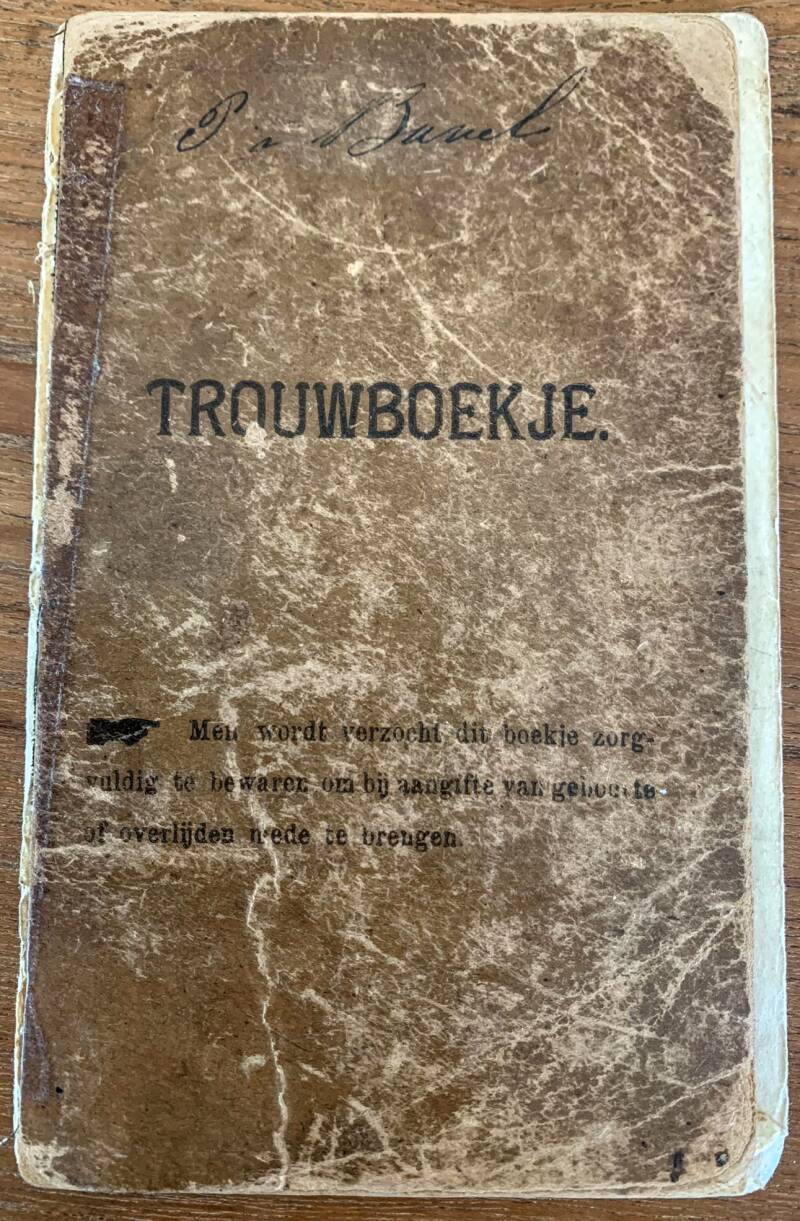 P v Bavel
TROUWBOEKJE.
Men wordt verzocht dit boekje zorg-
vuldig te bewaren om bij aangifte van geboorte
of overlijden mede te brengen.